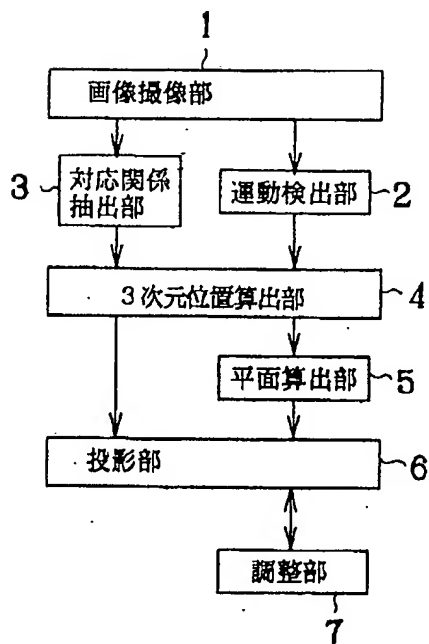 1
画像撮像部
3
対応関係
抽出部
運動検出部
2
3次元位置算出部
4
平面算出部
5
投影部
6
調整部
7